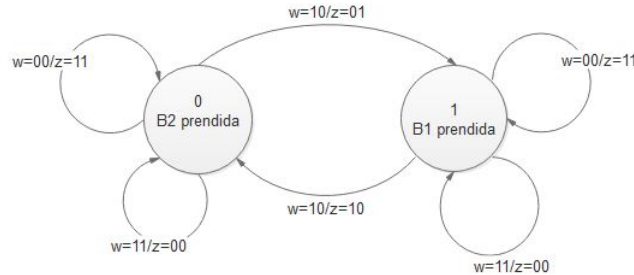 w=10/z=01
w=00/z=11
w=00/z=11
0
B2 prendida
1
B1 prendida
w=10/z=10
w=11/z=00
w=11/z=00